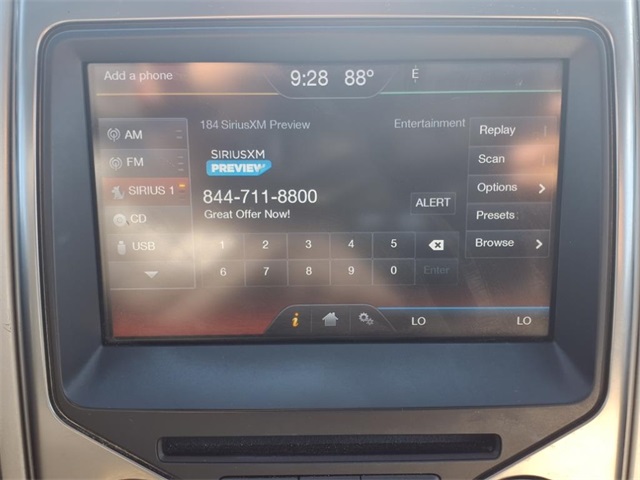 Add a phone
9:28 88° E
184 SiriusXM Preview
Entertainment
AM
FM
SIRIUS 1
CD
USB
SIRIUSXM
PREVIEW
844-711-8800
Great Offer Now!
ALERT
1 2 3 4 5
6 7 8 9 0 Enter
Replay
Scan
Options
Presets
Browse
i
LO LO